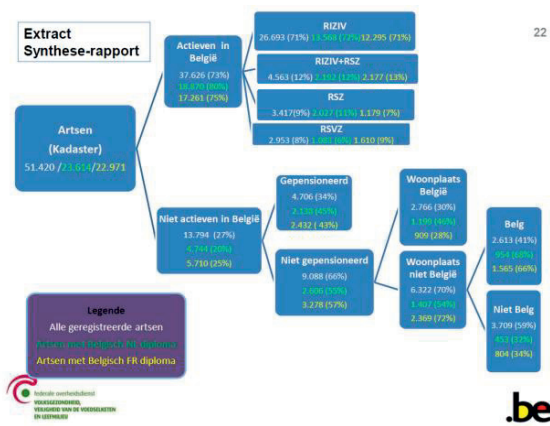 Extract
Synthese-rapport
22
Artsen
(Kadaster)
51.420 /23.614/22.971
Actieven in
België
37.626 (73%)
18.870 (80%)
17.261 (75%)
RIZIV
26.693 (71%) 13.568 (72%) 12.295 (71%)
RIZIV+RSZ
4.563 (12%) 2.192 (12%) 2.177 (13%)
RSZ
3.417(9%) 2.027 (11%) 1.179 (7%)
RSVZ
2.953 (8%) 1.083 (6%) 1.610 (9%)
Niet actieven in België
13.794 (27%)
4.744 (20%)
5.710 (25%)
Gepensioneerd
4.706 (34%)
2.138 (45%)
2.432 ( 43%)
Niet gepensioneerd
9.088 (66%)
2.606 (55%)
3.278 (57%)
Woonplaats
België
2.766 (30%)
1.199 (46%)
909 (28%)
Woonplaats
niet België
6.322 (70%)
1.407 (54%)
2.369 (72%)
Belg
2.613 (41%)
954 (68%)
1.565 (66%)
Niet Belg
3.709 (59%)
453 (32%)
804 (34%)
Legende
Alle geregistreerde artsen
Artsen met Belgisch NL diploma
Artsen met Belgisch FR diploma
federale overheidsdienst
VOLKSGEZONDHEID,
VEILIGHEID VAN DE VOEDSELKETEN
EN LEEFMILIEU
.be